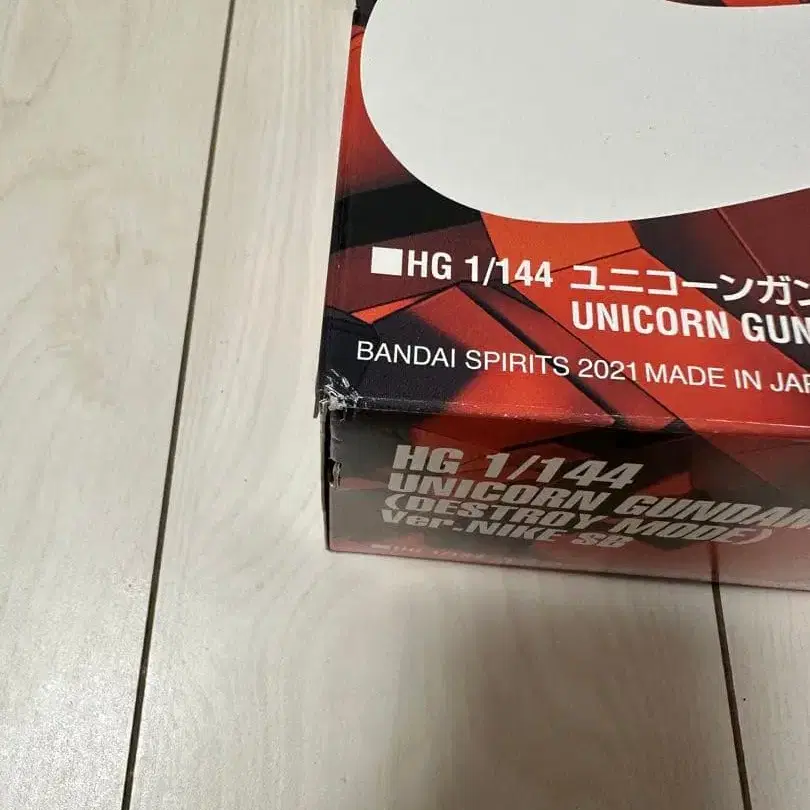 ■HG 1/144 ユニコーンガン
UNICORN GUN
BANDAI SPIRITS 2021 MADE IN JAP
HG 1/144
UNICORN GUNDAM
(DESTROY MODE)
Ver.NIKE SB